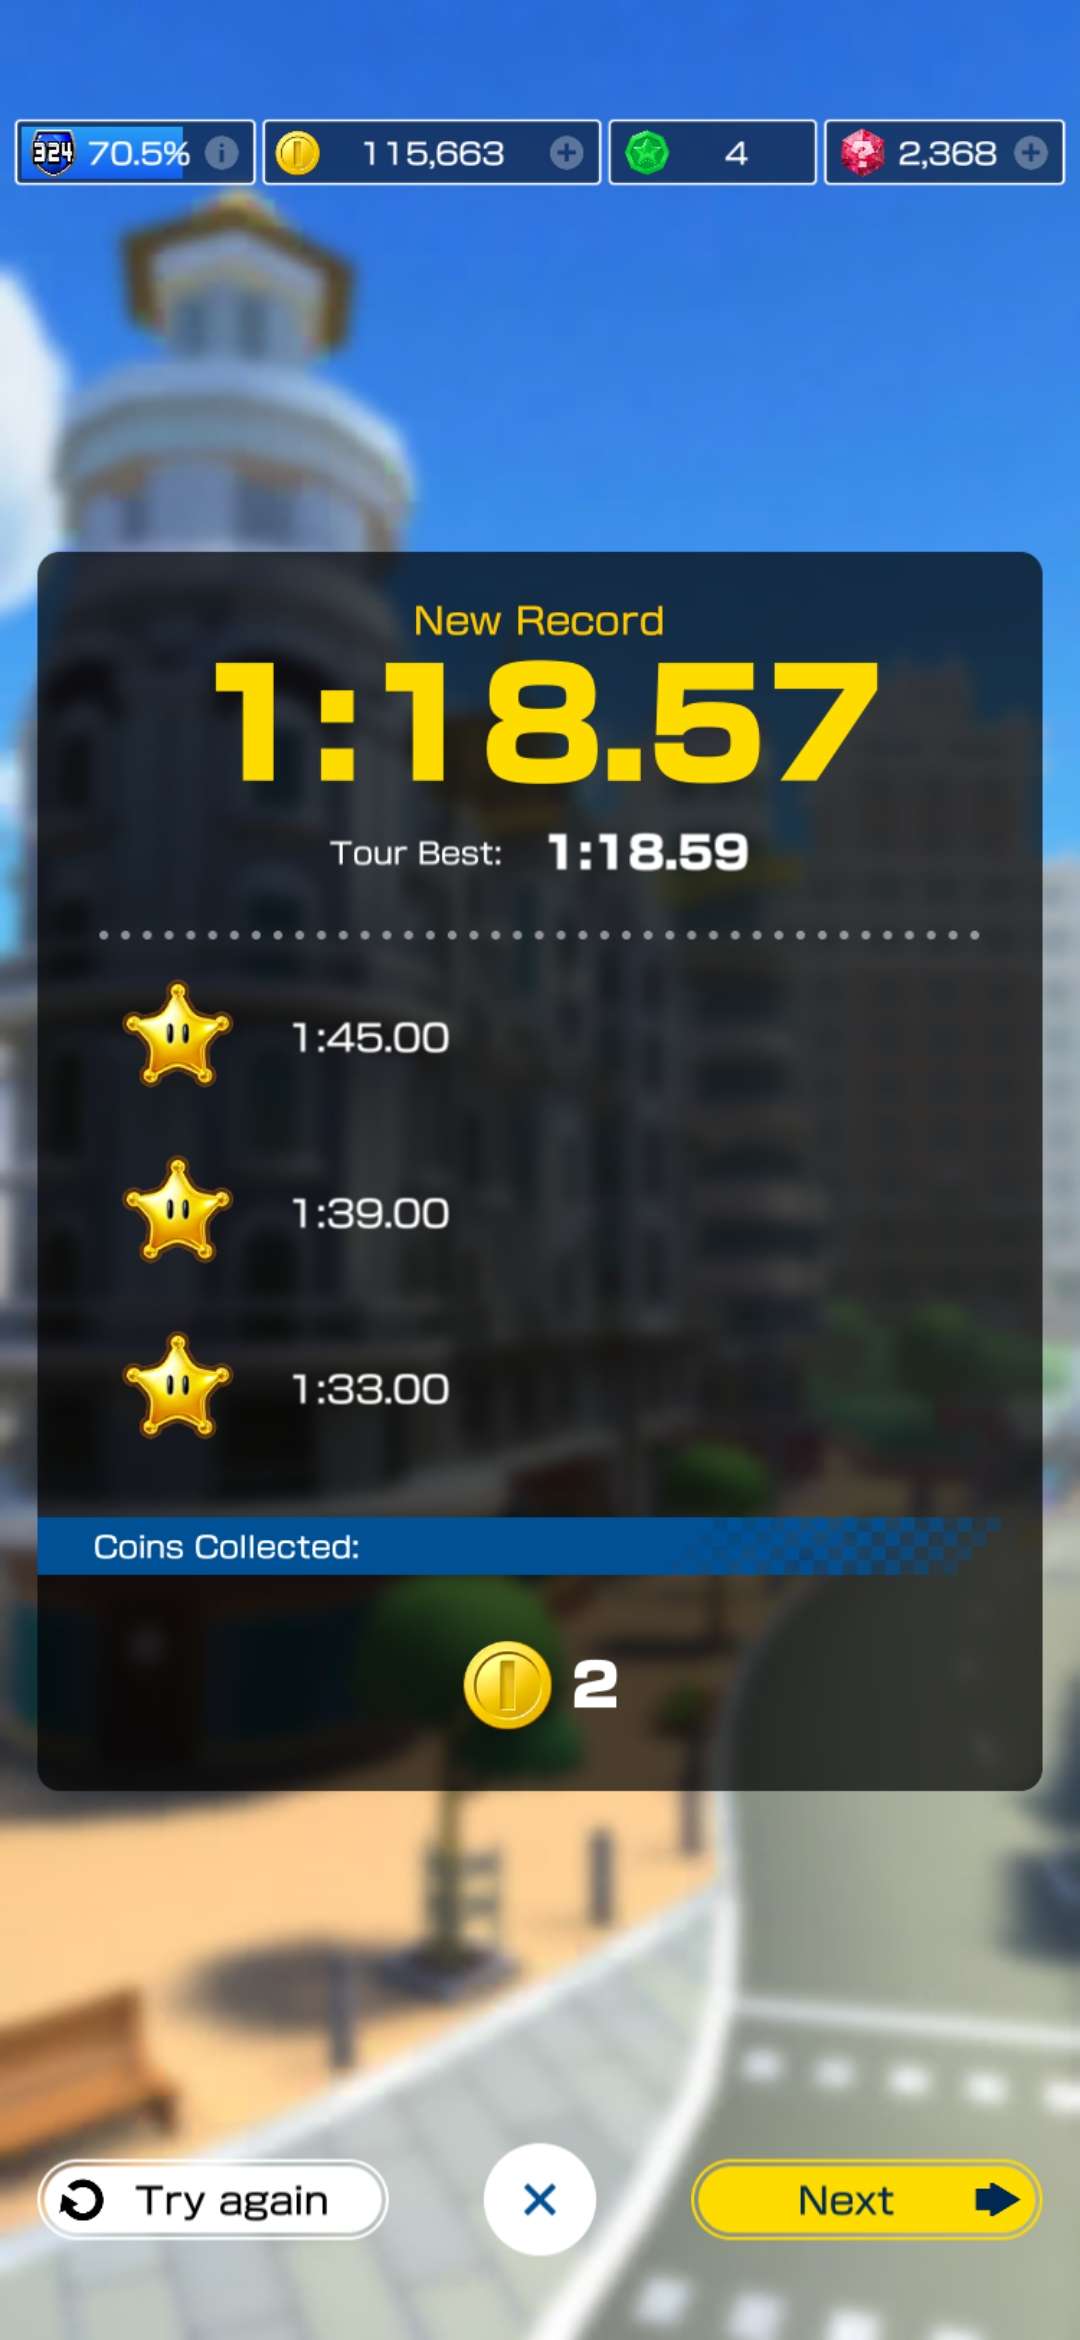 324 70.5% i 115,663 + 4 ? 2,368 +
New Record
1:18.57
Tour Best: 1:18.59
1:45.00
1:39.00
1:33.00
Coins Collected:
2
Try again × Next